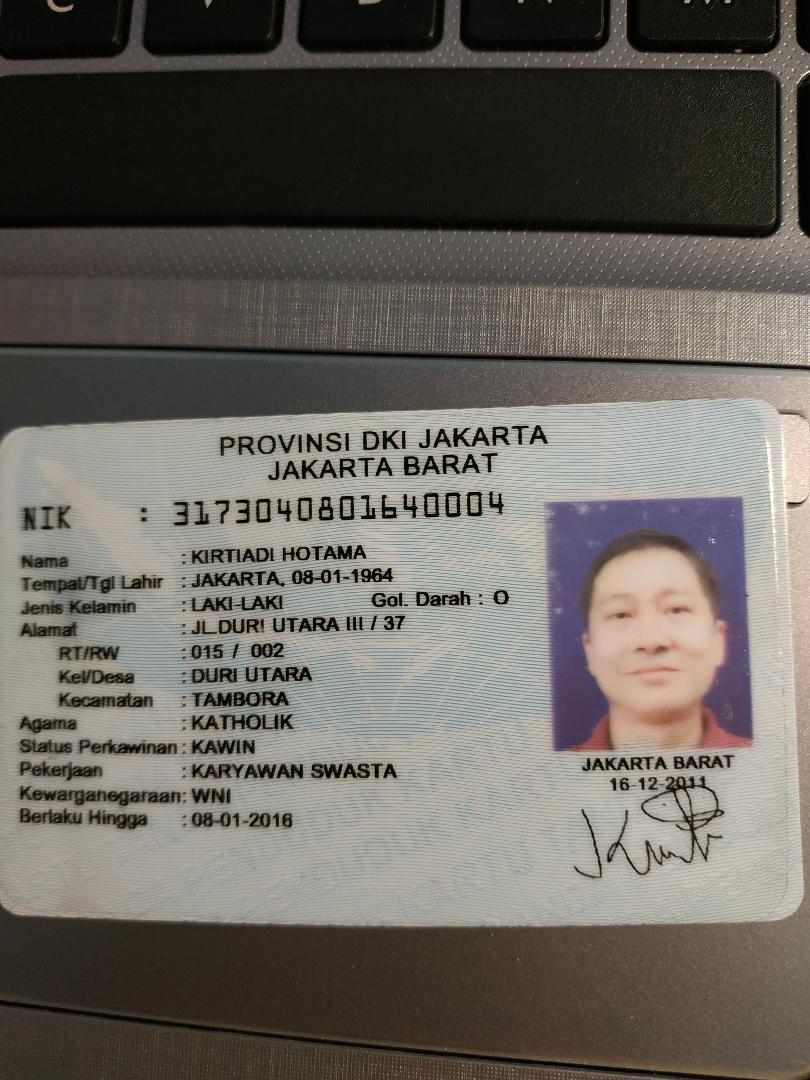 C V B N M
PROVINSI DKI JAKARTA
JAKARTA BARAT
NIK : 3173040801640004
Nama : KIRTIADI HOTAMA
Tempat/Tgl Lahir : JAKARTA, 08-01-1964
Jenis Kelamin : LAKI-LAKI Gol. Darah : O
Alamat : JL.DURI UTARA III / 37
RT/RW : 015 / 002
Kel/Desa : DURI UTARA
Kecamatan : TAMBORA
Agama : KATHOLIK
Status Perkawinan : KAWIN
Pekerjaan : KARYAWAN SWASTA
Kewarganegaraan: WNI
Berlaku Hingga : 08-01-2016
JAKARTA BARAT
16-12-2011